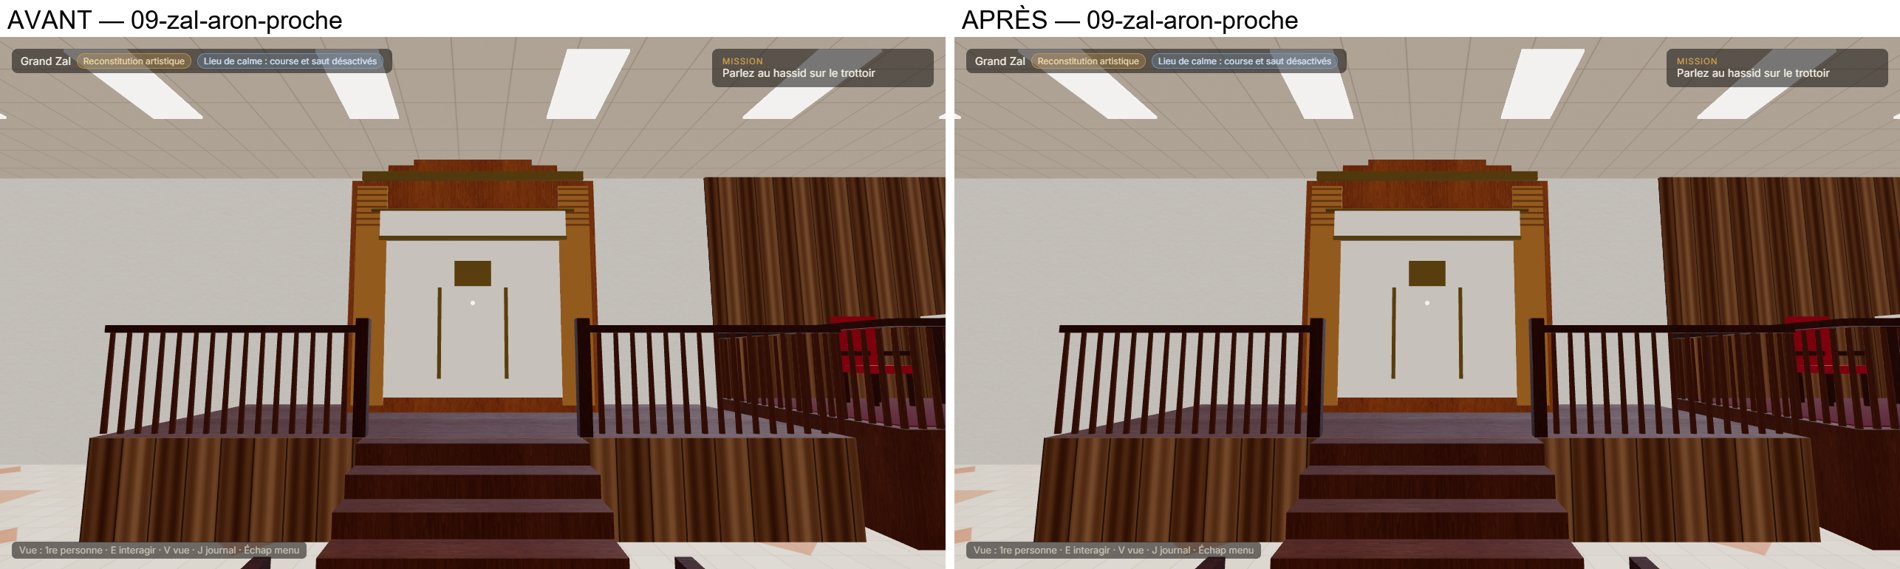 AVANT — 09-zal-aron-proche
Grand Zal Reconstitution artistique Lieu de calme : course et saut désactivés
MISSION
Parlez au hassid sur le trottoir
Vue : 1re personne · E interagir · V vue · J journal · Échap menu
APRÈS — 09-zal-aron-proche
Grand Zal Reconstitution artistique Lieu de calme : course et saut désactivés
MISSION
Parlez au hassid sur le trottoir
Vue : 1re personne · E interagir · V vue · J journal · Échap menu